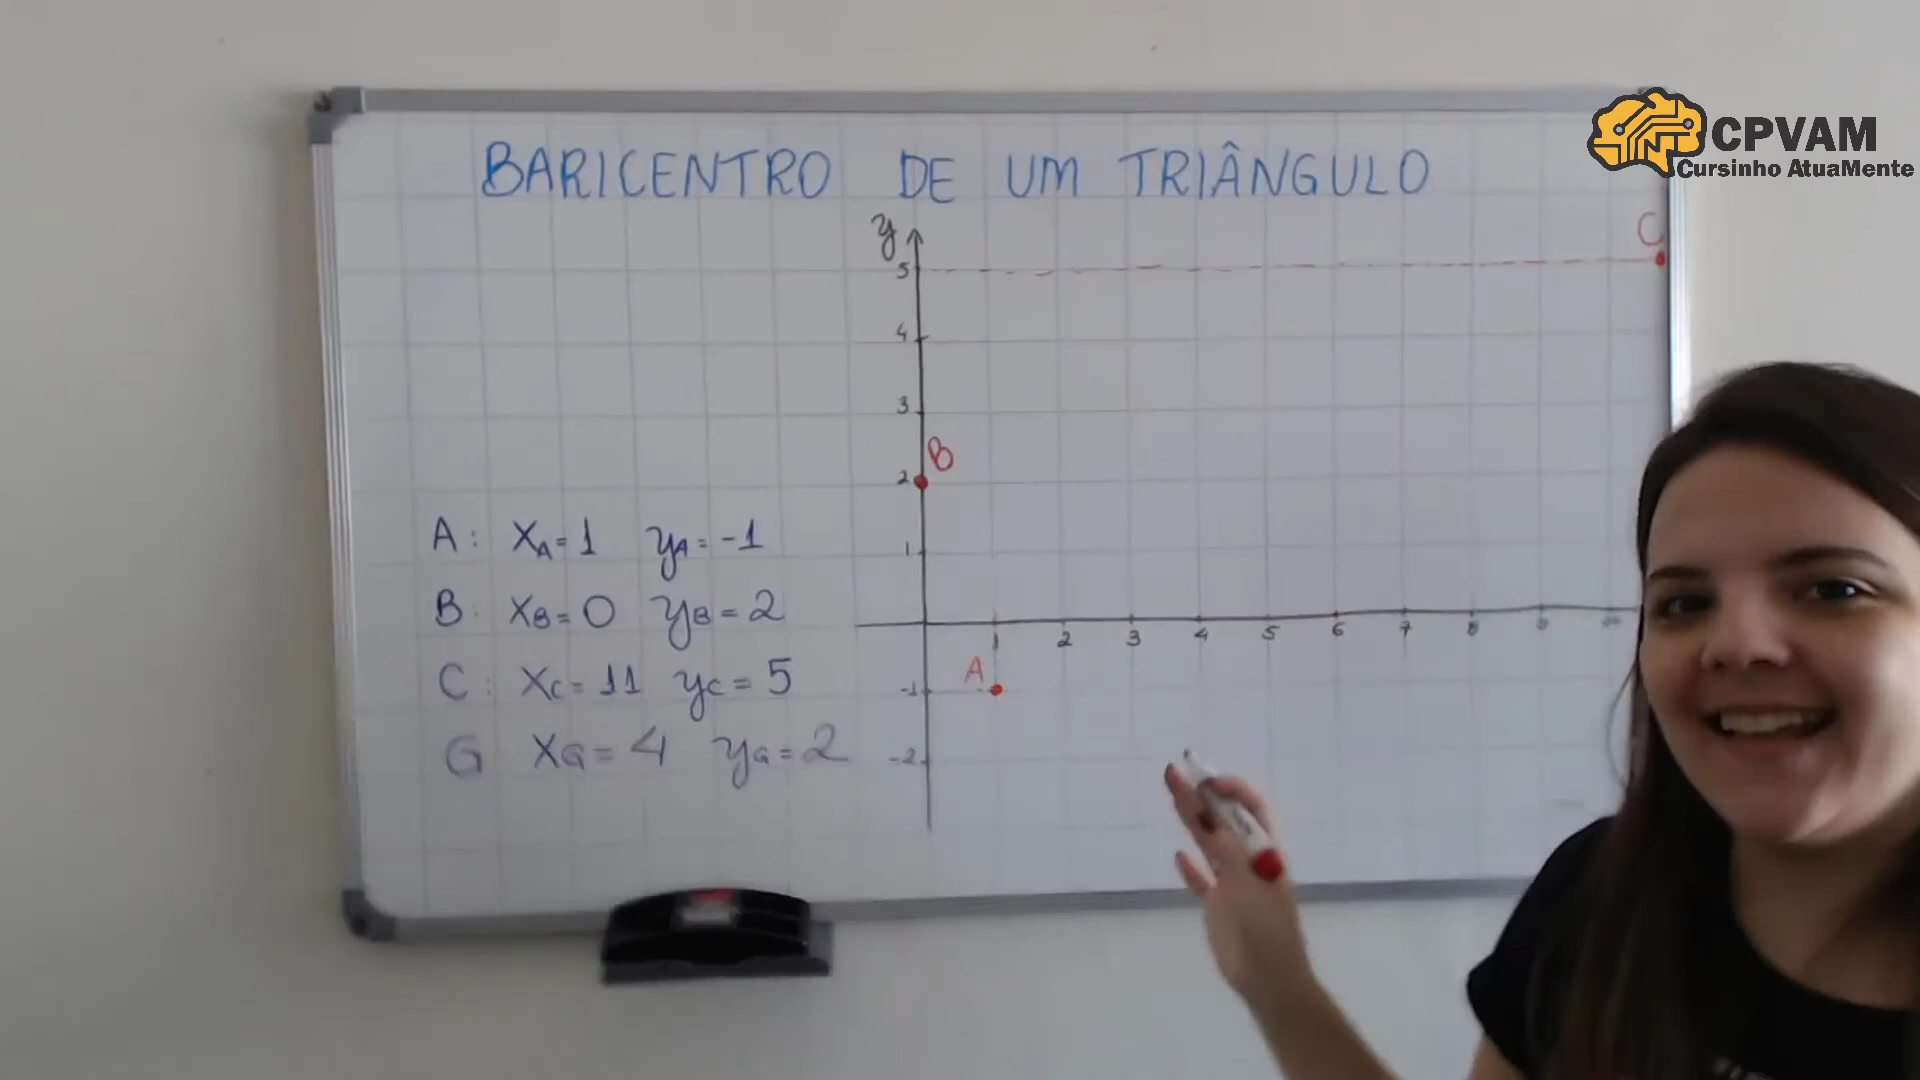 BARICENTRO DE UM TRIÂNGULO
CPVAM
Cursinho AtuaMente
y
C
5
4
3
B
2
1
A: XA=1 yA=-1
B: XB=0 yB=2
C: XC=11 yC=5
G XG=4 yG=2
1 2 3 4 5 6 7 8 9 10
A
-1
-2